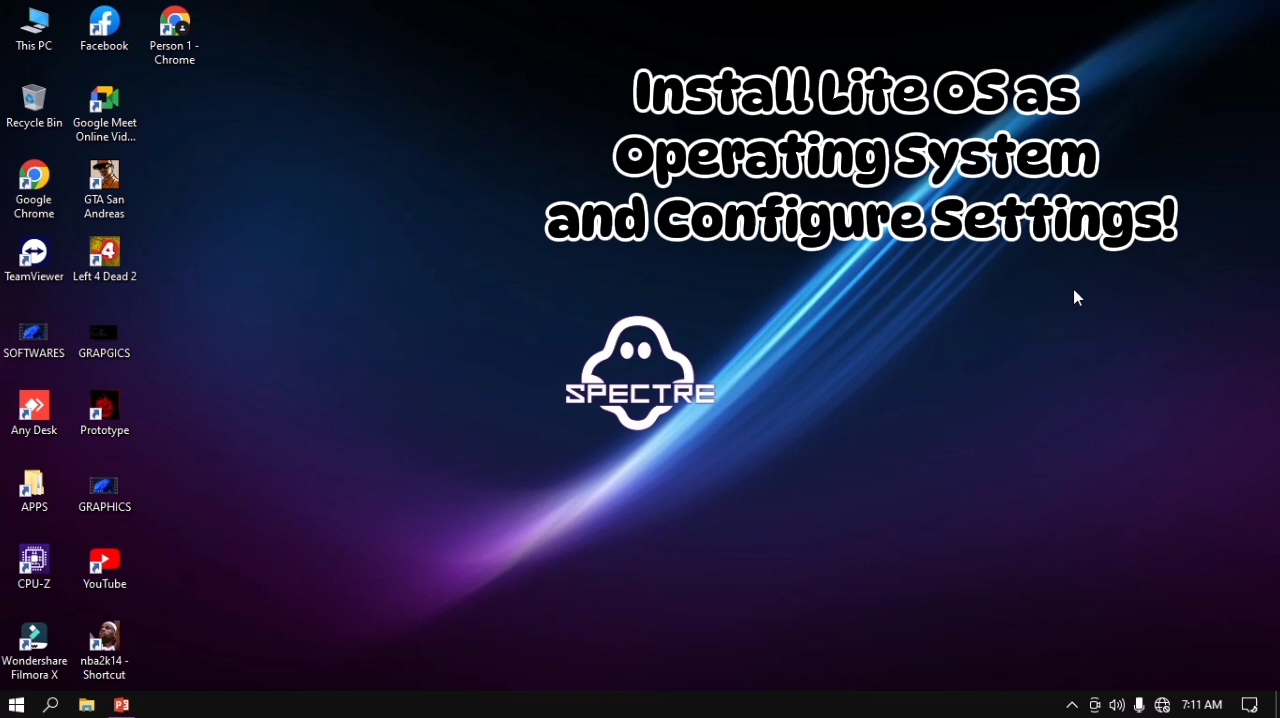 This PC
Facebook
Person 1 -
Chrome
Recycle Bin
Google Meet
Online Vid...
Google
Chrome
GTA San
Andreas
TeamViewer
Left 4 Dead 2
SOFTWARES
GRAPGICS
Any Desk
Prototype
APPS
GRAPHICS
CPU-Z
YouTube
Wondershare
Filmora X
nba2k14 -
Shortcut
Install Lite OS as
Operating System
and Configure Settings!
SPECTRE
7:11 AM